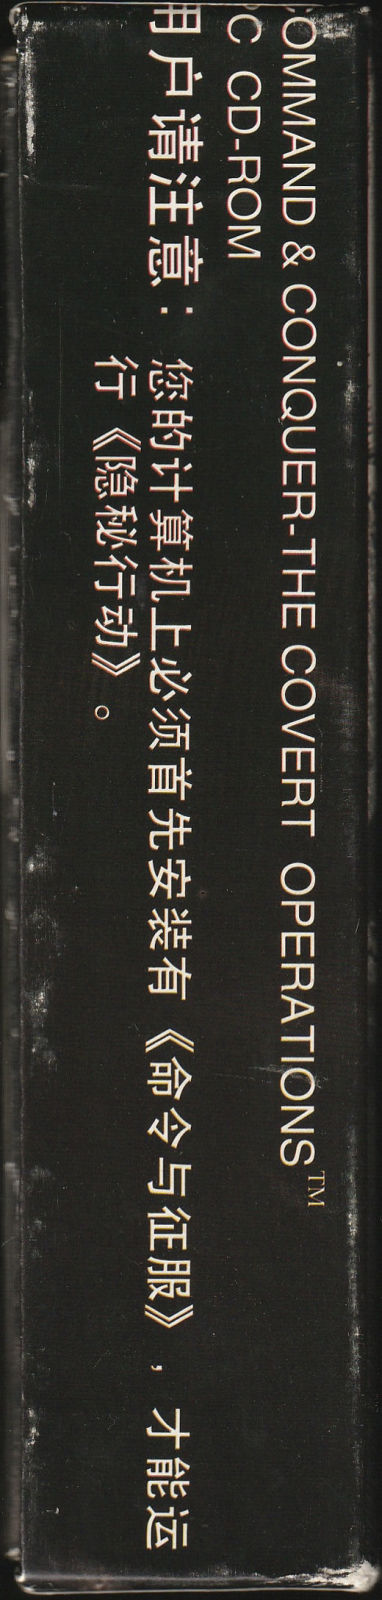 COMMAND & CONQUER-THE COVERT OPERATIONS™
PC CD-ROM
用户请注意：您的计算机上必须首先安装有《命令与征服》，才能运
行《隐秘行动》。